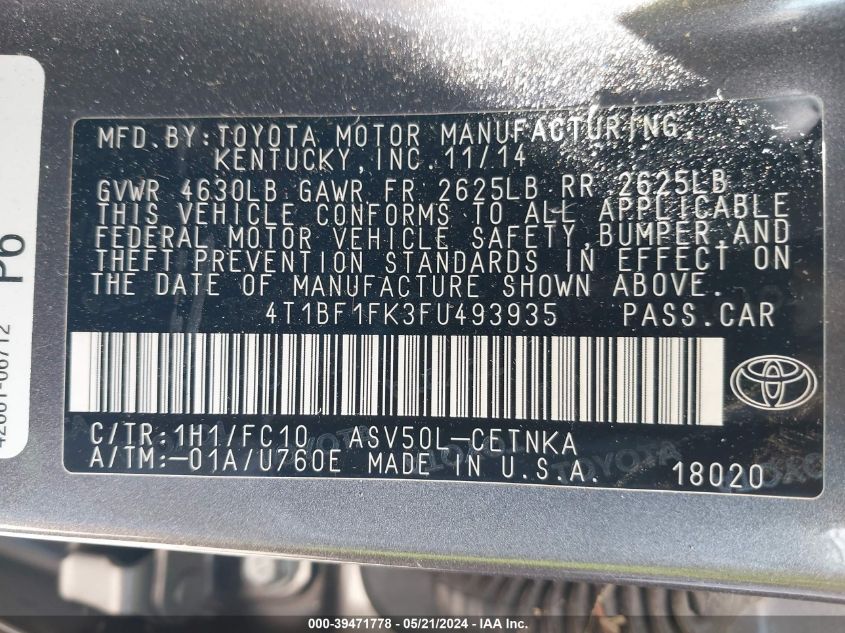 MFD.BY:TOYOTA MOTOR MANUFACTURING,
KENTUCKY,INC.11/14
GVWR 4630LB GAWR FR 2625LB RR 2625LB
THIS VEHICLE CONFORMS TO ALL APPLICABLE
FEDERAL MOTOR VEHICLE SAFETY,BUMPER,AND
THEFT PREVENTION STANDARDS IN EFFECT ON
THE DATE OF MANUFACTURE SHOWN ABOVE.
4T1BF1FK3FU493935 PASS.CAR
C/TR:1H1/FC10 ASV50L-CETNKA
A/TM:-01A/U760E MADE IN U.S.A. 18020
TOYOTA
P6
000-39471778 - 05/21/2024 - IAA Inc.